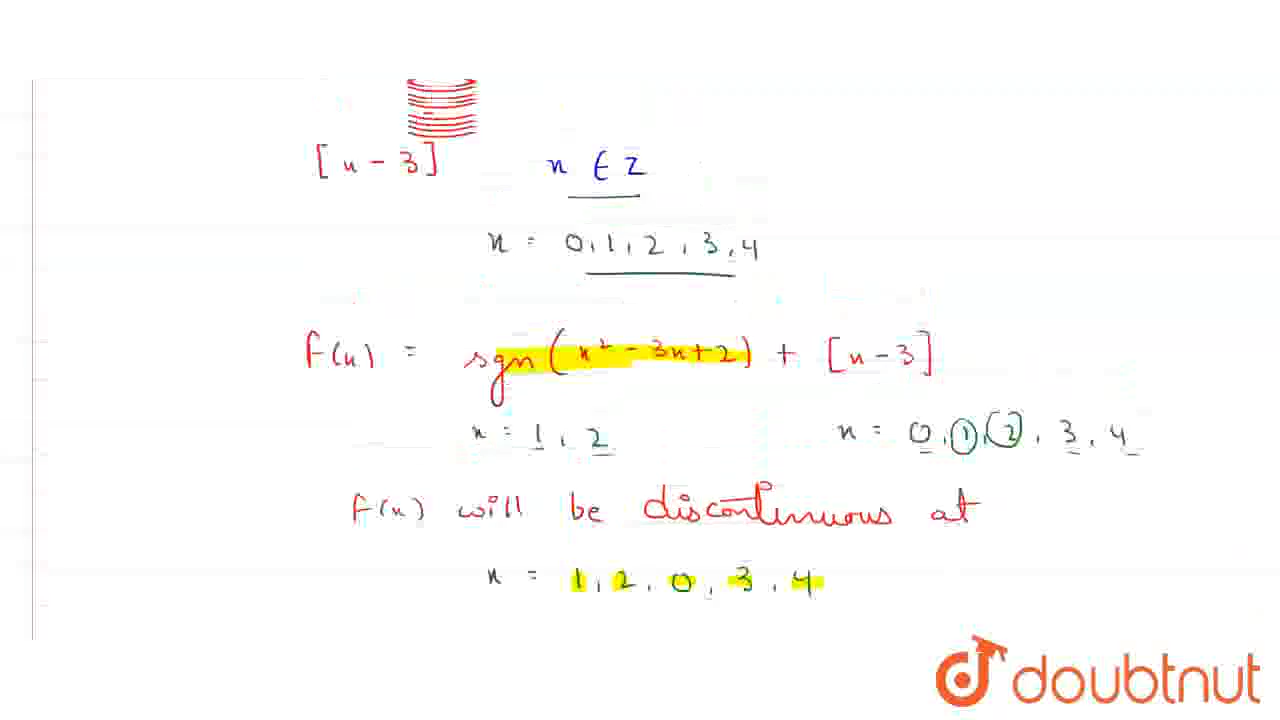 [x - 3] x ∈ Z
x = 0, 1, 2, 3, 4
f(x) = sgn(x² - 3x + 2) + [x - 3]
x = 1, 2 x = 0, 1, 2, 3, 4
f(x) will be discontinuous at
x = 1, 2, 0, 3, 4
doubtnut